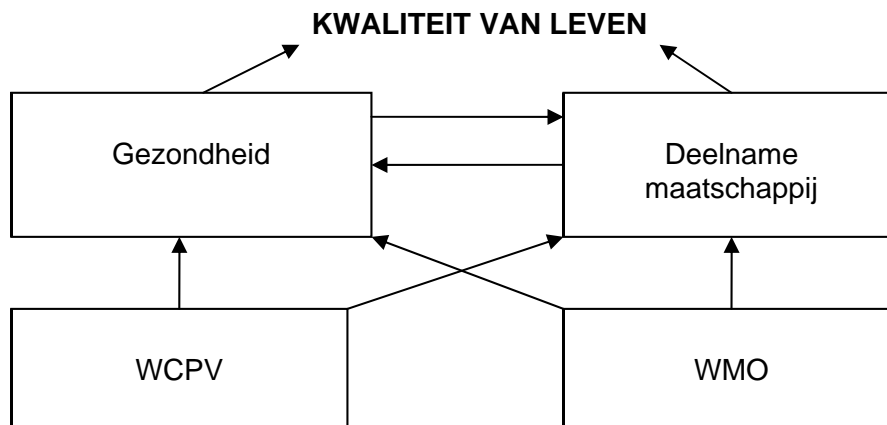 KWALITEIT VAN LEVEN
Gezondheid
Deelname
maatschappij
WCPV
WMO